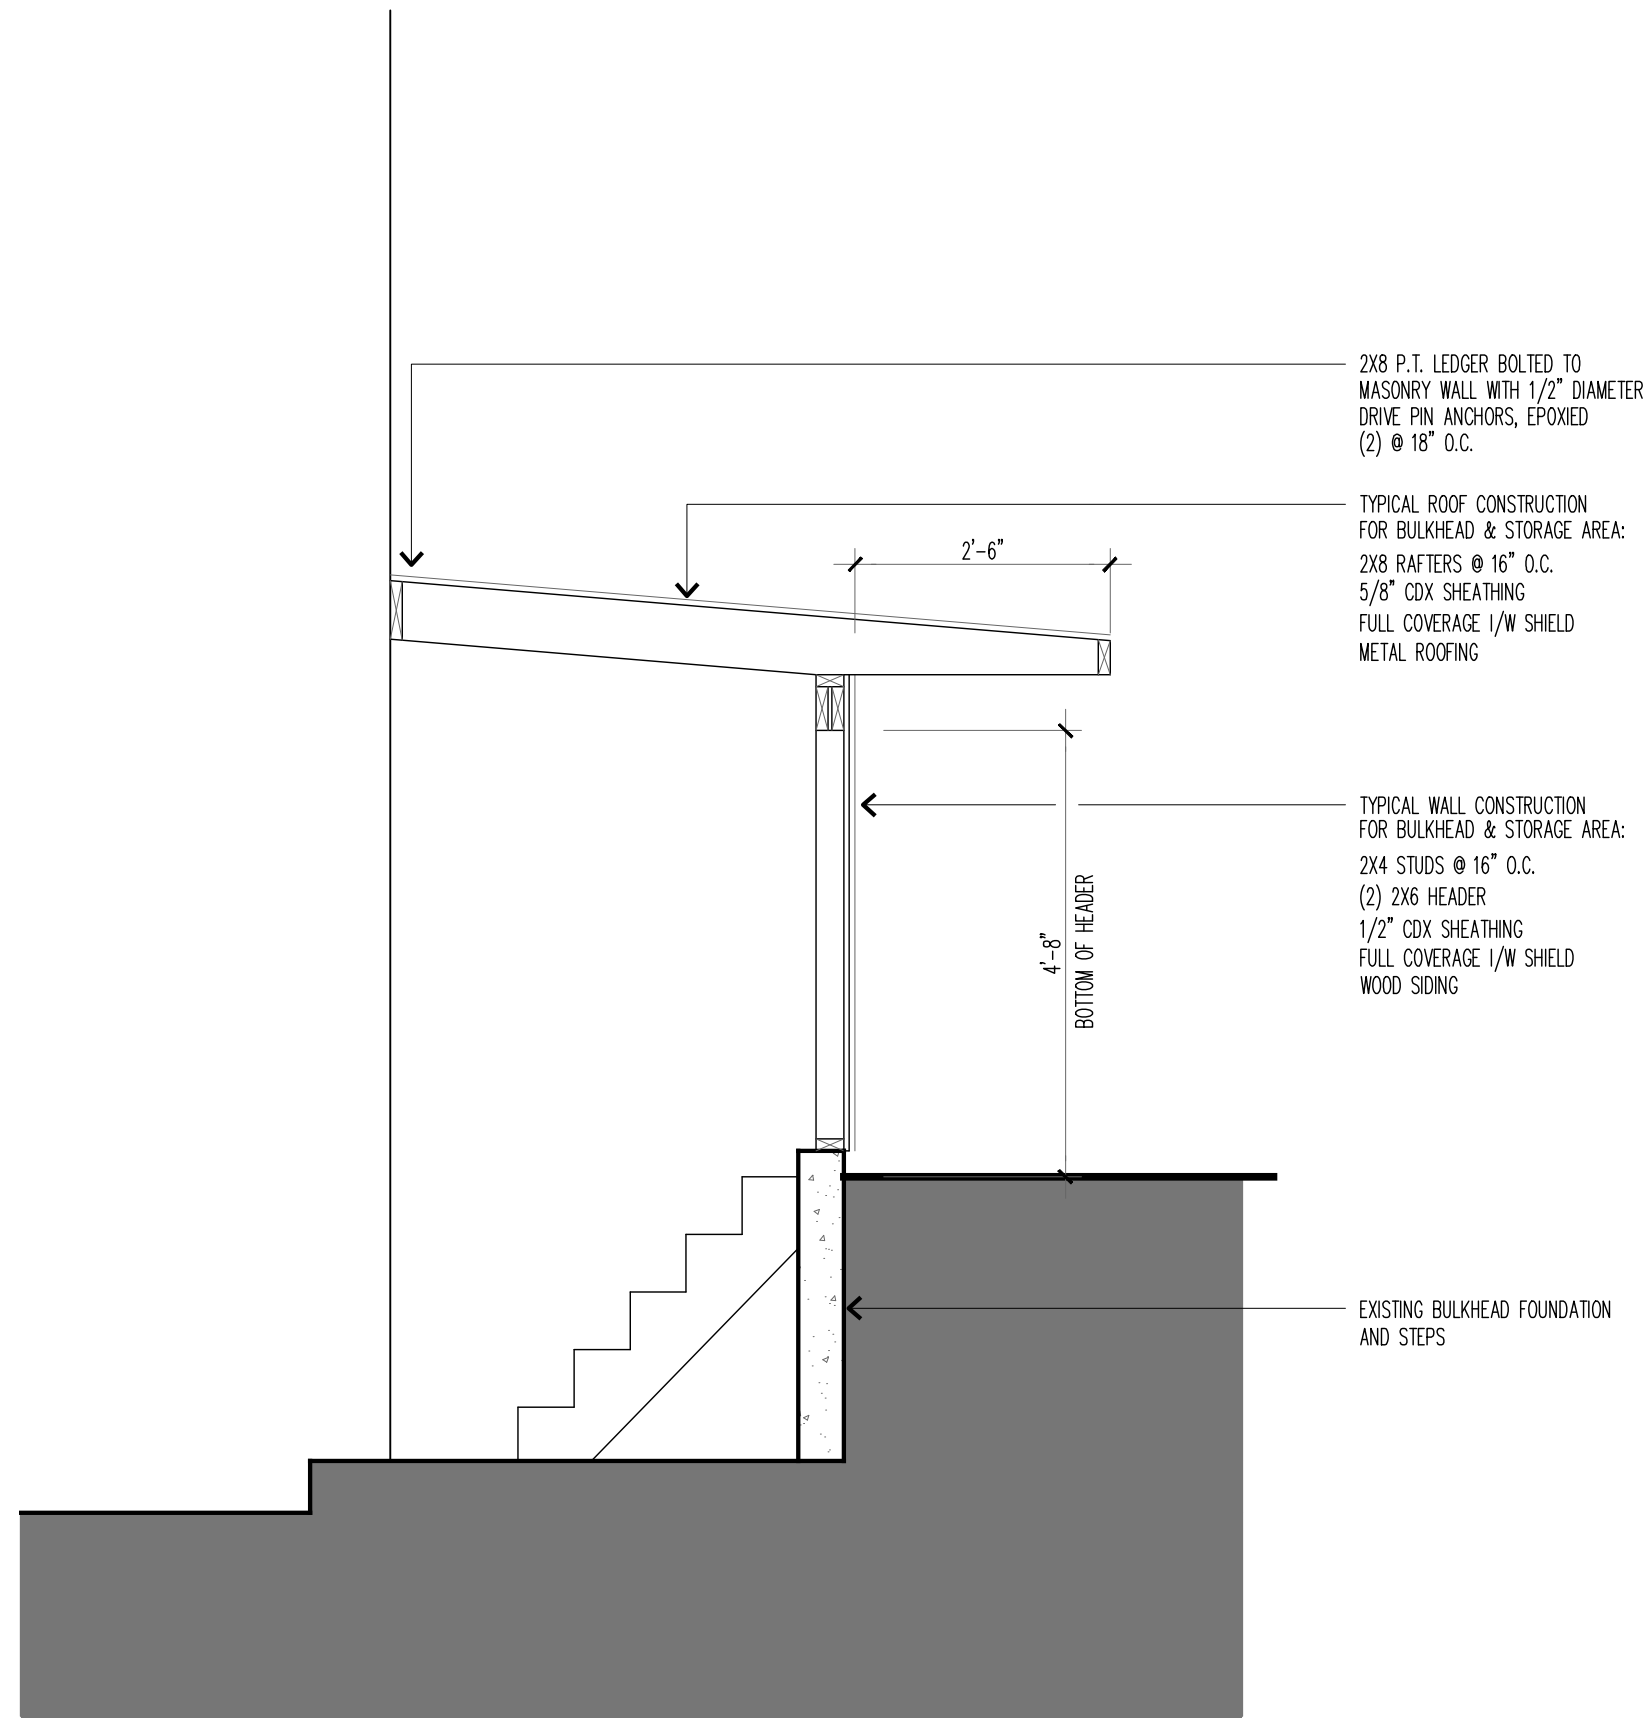 2X8 P.T. LEDGER BOLTED TO
MASONRY WALL WITH 1/2" DIAMETER
DRIVE PIN ANCHORS, EPOXIED
(2) @ 18" O.C.
TYPICAL ROOF CONSTRUCTION
FOR BULKHEAD & STORAGE AREA:
2X8 RAFTERS @ 16" O.C.
5/8" CDX SHEATHING
FULL COVERAGE I/W SHIELD
METAL ROOFING
2'-6"
TYPICAL WALL CONSTRUCTION
FOR BULKHEAD & STORAGE AREA:
2X4 STUDS @ 16" O.C.
(2) 2X6 HEADER
1/2" CDX SHEATHING
FULL COVERAGE I/W SHIELD
WOOD SIDING
4'-8"
BOTTOM OF HEADER
EXISTING BULKHEAD FOUNDATION
AND STEPS